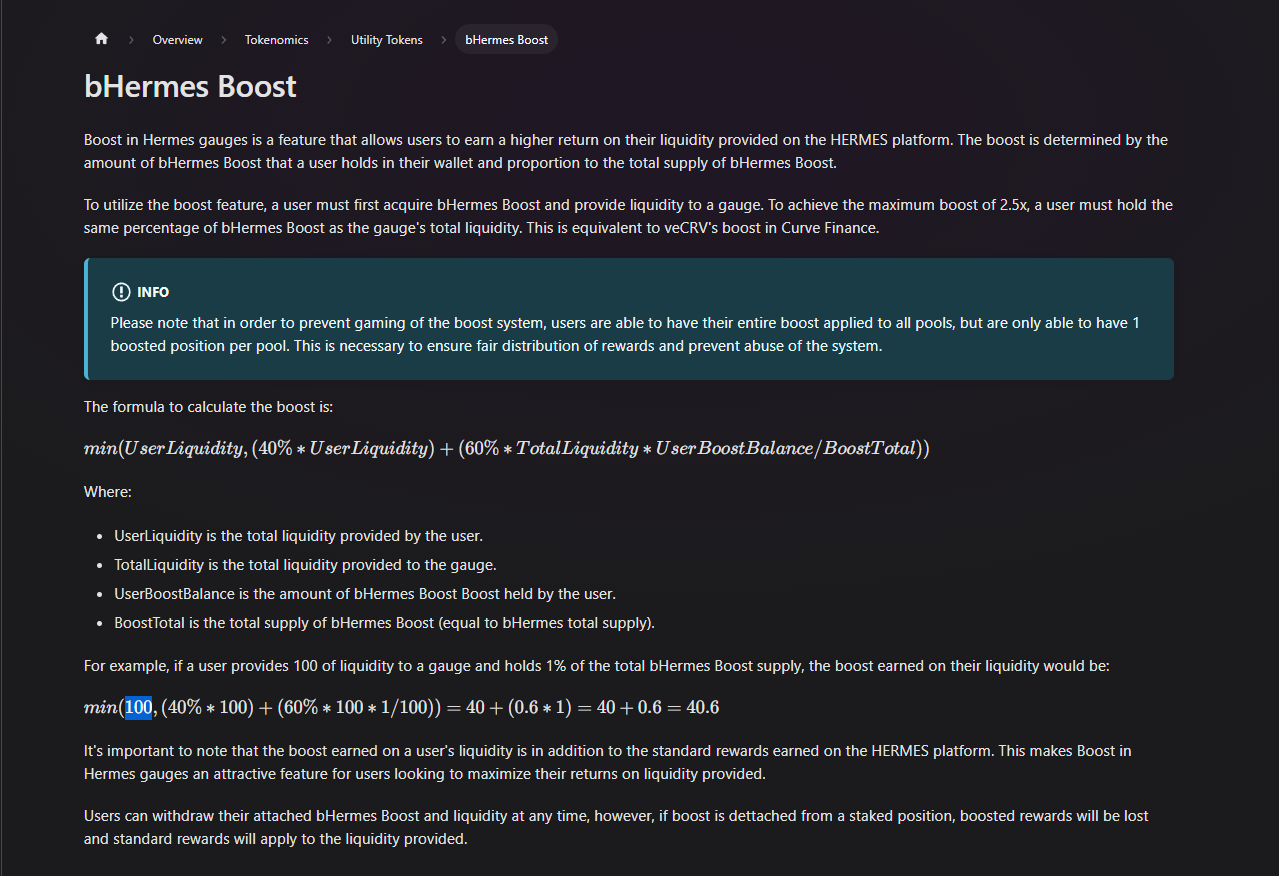 Overview > Tokenomics > Utility Tokens > bHermes Boost
bHermes Boost
Boost in Hermes gauges is a feature that allows users to earn a higher return on their liquidity provided on the HERMES platform. The boost is determined by the
amount of bHermes Boost that a user holds in their wallet and proportion to the total supply of bHermes Boost.
To utilize the boost feature, a user must first acquire bHermes Boost and provide liquidity to a gauge. To achieve the maximum boost of 2.5x, a user must hold the
same percentage of bHermes Boost as the gauge's total liquidity. This is equivalent to veCRV's boost in Curve Finance.
INFO
Please note that in order to prevent gaming of the boost system, users are able to have their entire boost applied to all pools, but are only able to have 1
boosted position per pool. This is necessary to ensure fair distribution of rewards and prevent abuse of the system.
The formula to calculate the boost is:
min(UserLiquidity, (40% * UserLiquidity) + (60% * TotalLiquidity * UserBoostBalance/BoostTotal))
Where:
• UserLiquidity is the total liquidity provided by the user.
• TotalLiquidity is the total liquidity provided to the gauge.
• UserBoostBalance is the amount of bHermes Boost Boost held by the user.
• BoostTotal is the total supply of bHermes Boost (equal to bHermes total supply).
For example, if a user provides 100 of liquidity to a gauge and holds 1% of the total bHermes Boost supply, the boost earned on their liquidity would be:
min(100, (40% * 100) + (60% * 100 * 1/100)) = 40 + (0.6 * 1) = 40 + 0.6 = 40.6
It's important to note that the boost earned on a user's liquidity is in addition to the standard rewards earned on the HERMES platform. This makes Boost in
Hermes gauges an attractive feature for users looking to maximize their returns on liquidity provided.
Users can withdraw their attached bHermes Boost and liquidity at any time, however, if boost is dettached from a staked position, boosted rewards will be lost
and standard rewards will apply to the liquidity provided.